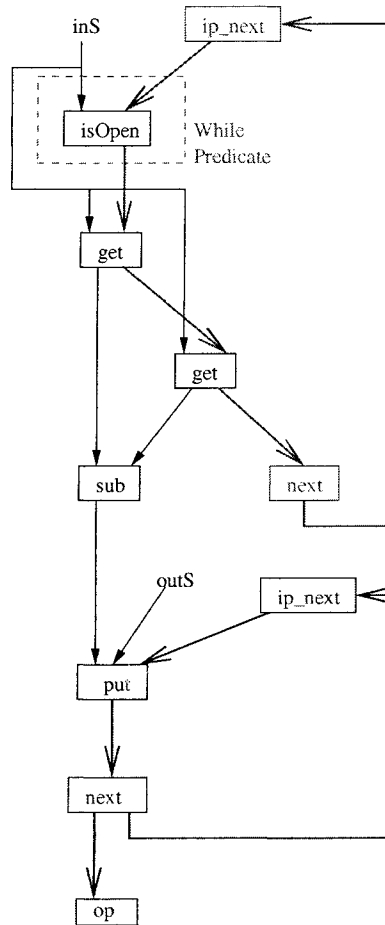 inS
ip_next
isOpen
While
Predicate
get
get
sub
next
outS
ip_next
put
next
op